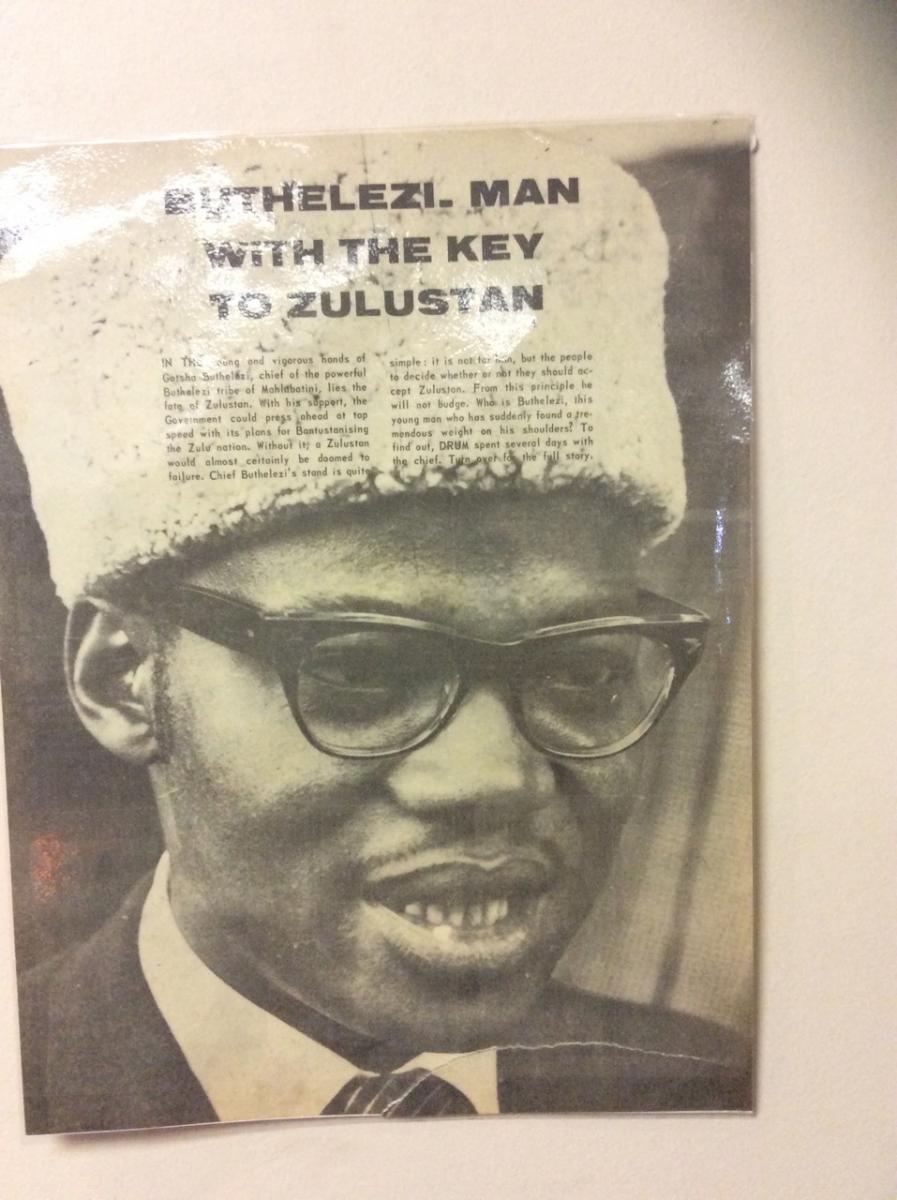 BUTHELEZI. MAN
WITH THE KEY
TO ZULUSTAN
IN THE young and vigorous hands of
Gatsha Buthelezi, chief of the powerful
Buthelezi tribe of Mahlabatini, lies the
fate of Zulustan. With his support, the
Government could press ahead at top
speed with its plans for Bantustanising
the Zulu nation. Without it, a Zulustan
would almost certainly be doomed to
failure. Chief Buthelezi's stand is quite
simple: it is not for him, but the people
to decide whether or not they should ac-
cept Zulustan. From this principle he
will not budge. Who is Buthelezi, this
young man who has suddenly found a tre-
mendous weight on his shoulders? To
find out, DRUM spent several days with
the chief. Turn over for the full story.